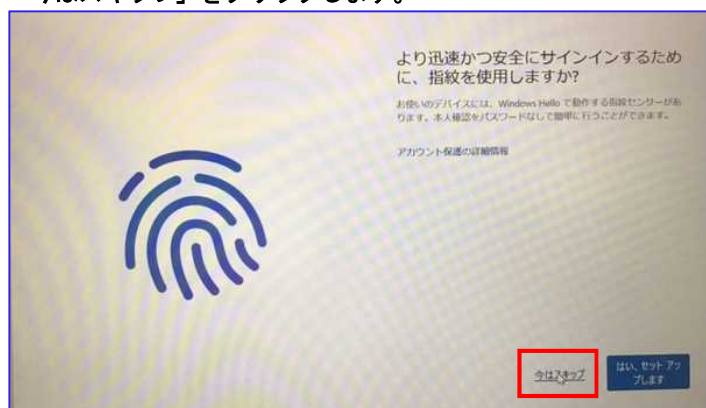 今はスキップ」をクリックします。
より迅速かつ安全にサインインするため
に、指紋を使用しますか?
お使いのデバイスには、Windows Hello で動作する指紋センサーがあ
ります。本人確認をパスワードなしで簡単に行うことができます。
アカウント保護の詳細情報
今はスキップ
はい、セット アッ
プします